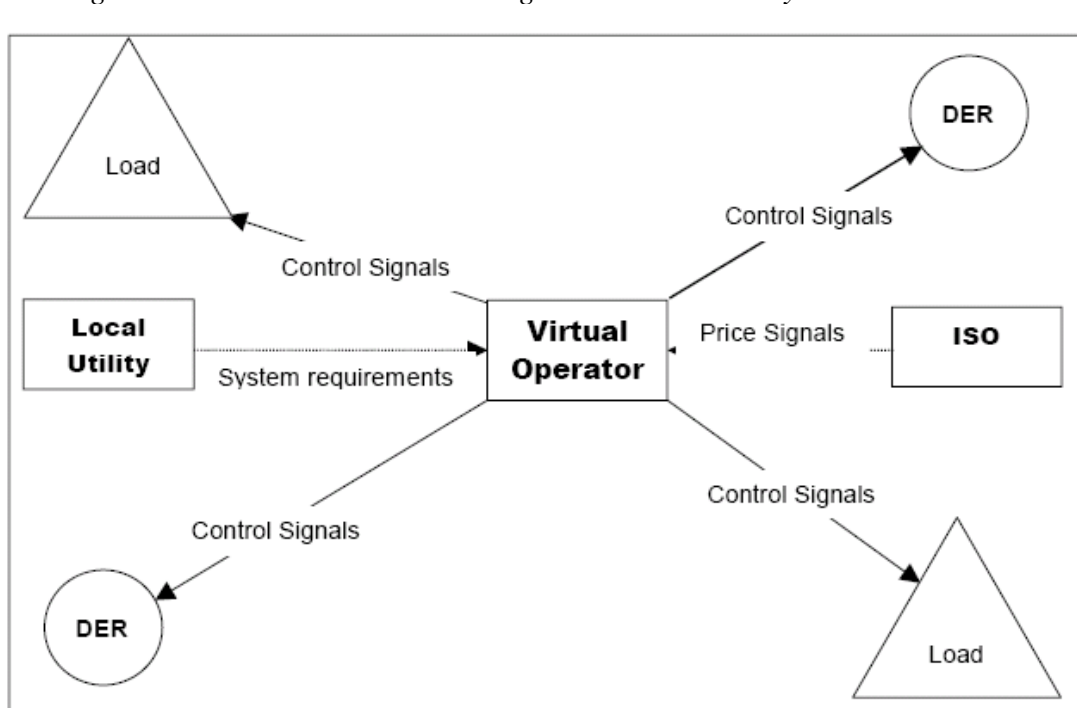 DER
Load
Control Signals
Control Signals
Local
Utility
System requirements
Virtual
Operator
Price Signals
ISO
Control Signals
Control Signals
DER
Load